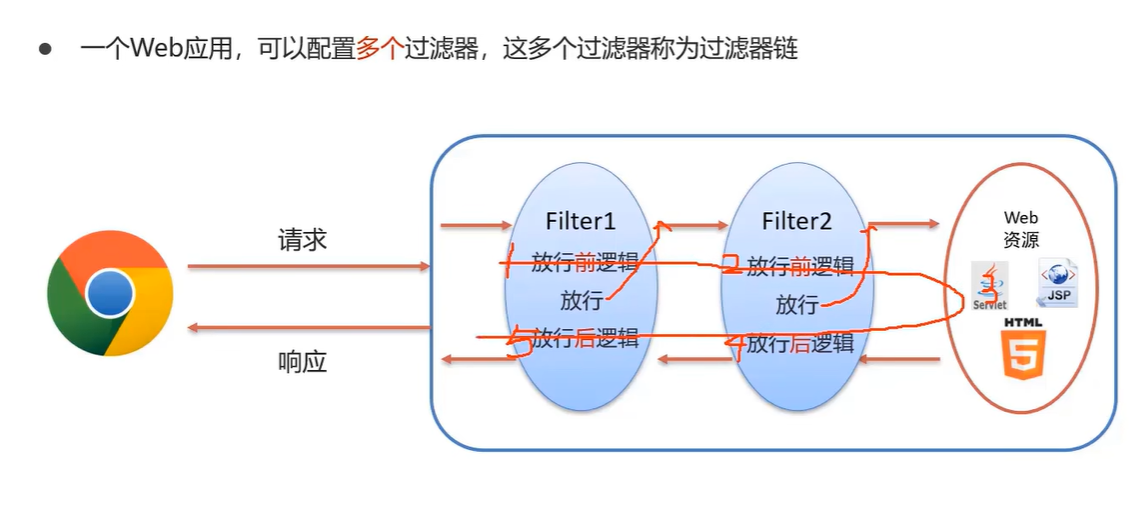 一个Web应用，可以配置多个过滤器，这多个过滤器称为过滤器链
请求
响应
Filter1
1 放行前逻辑
放行
5 放行后逻辑
Filter2
2 放行前逻辑
放行
4 放行后逻辑
Web
资源
3
Servlet
JSP
HTML
5